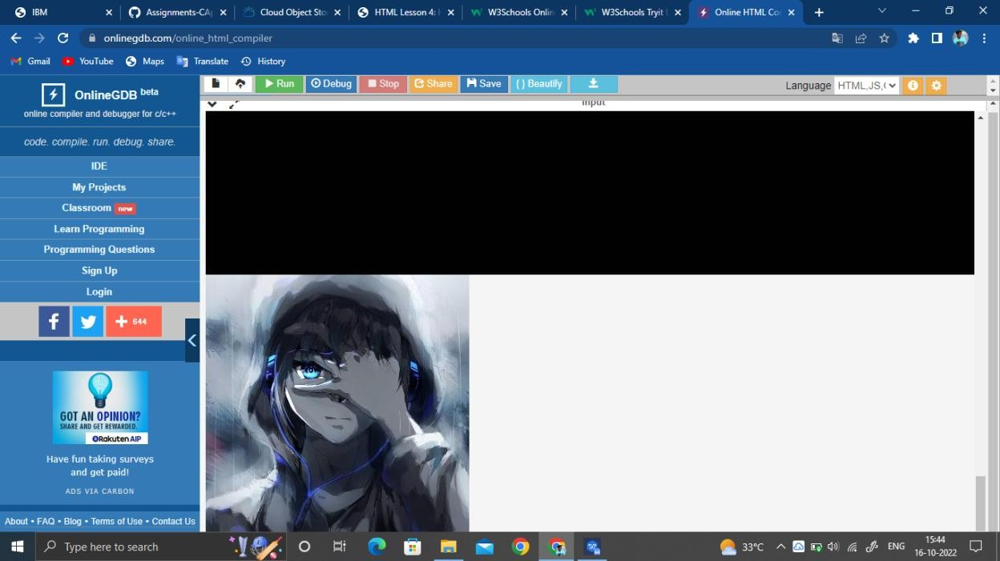 IBM
Assignments-CAp
Cloud Object Sto
HTML Lesson 4:
W3Schools Onlin
W3Schools Tryit
Online HTML Cor
onlinegdb.com/online_html_compiler
Gmail
YouTube
Maps
Translate
History
OnlineGDB beta
online compiler and debugger for c/c++
code. compile. run. debug. share.
IDE
My Projects
Classroom new
Learn Programming
Programming Questions
Sign Up
Login
644
GOT AN OPINION?
SHARE AND GET REWARDED.
Rakuten AIP
Have fun taking surveys
and get paid!
ADS VIA CARBON
About • FAQ • Blog • Terms of Use • Contact Us
Run
Debug
Stop
Share
Save
{ } Beautify
Language HTML,JS,
input
Type here to search
33°C
ENG
15:44
16-10-2022